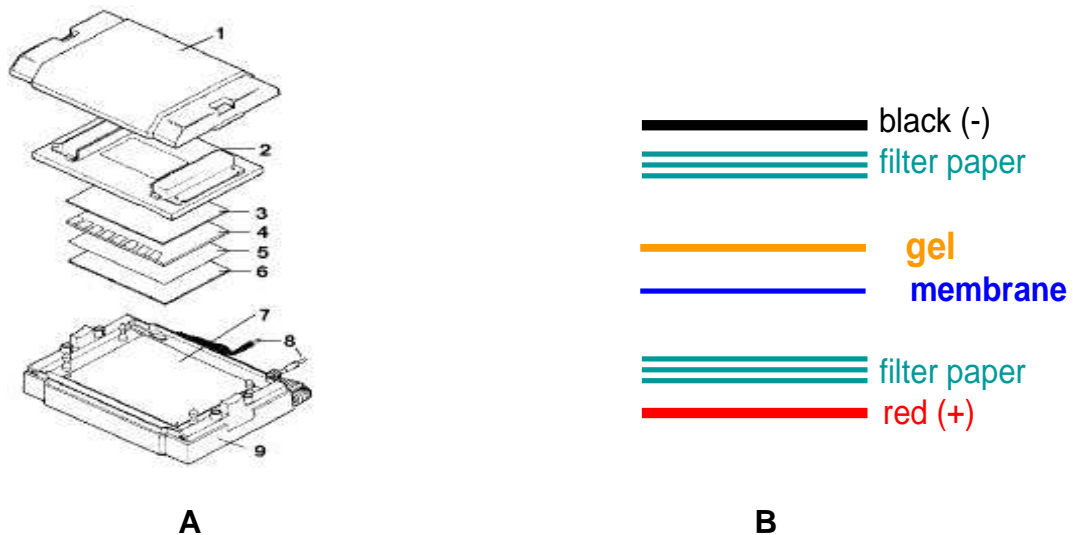 1
2
3
4
5
6
7
8
9
black (-)
filter paper
gel
membrane
filter paper
red (+)
A
B